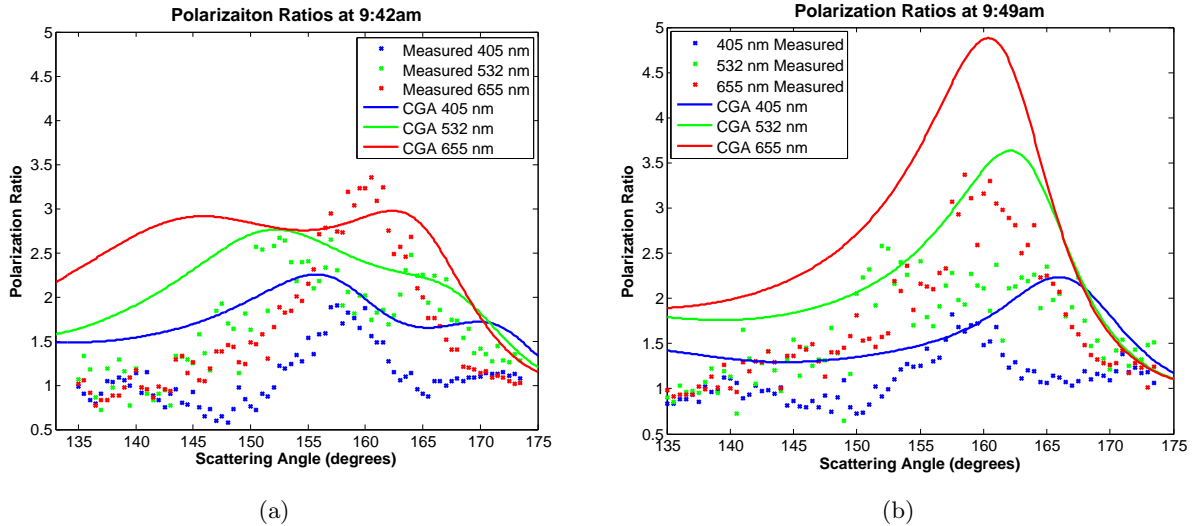 Polarizaiton Ratios at 9:42am
5
4.5
4
3.5
3
2.5
2
1.5
1
0.5
Polarization Ratio
Measured 405 nm
Measured 532 nm
Measured 655 nm
CGA 405 nm
CGA 532 nm
CGA 655 nm
135 140 145 150 155 160 165 170 175
Scattering Angle (degrees)
(a)
Polarization Ratios at 9:49am
5
4.5
4
3.5
3
2.5
2
1.5
1
0.5
Polarization Ratio
405 nm Measured
532 nm Measured
655 nm Measured
CGA 405 nm
CGA 532 nm
CGA 655 nm
135 140 145 150 155 160 165 170 175
Scattering Angle (degrees)
(b)